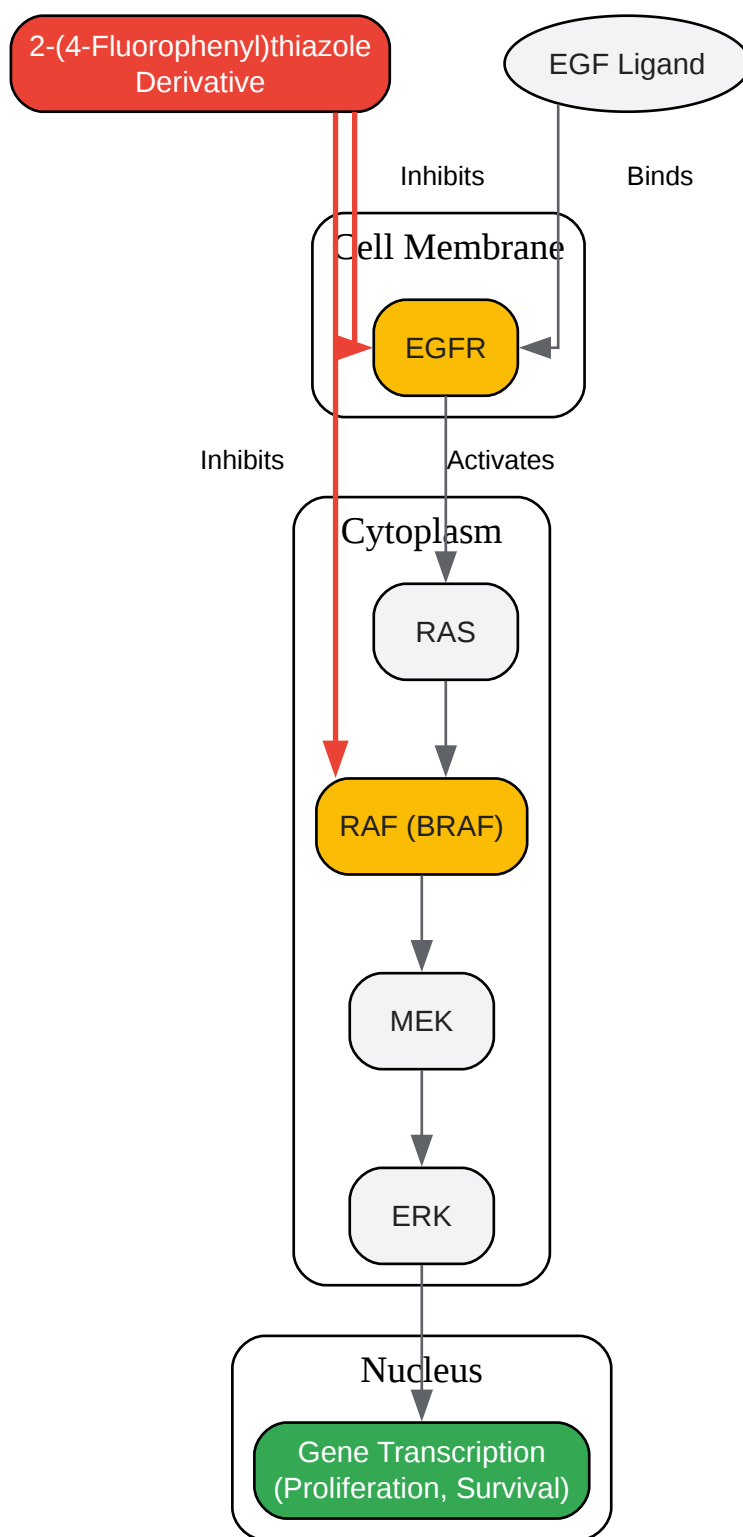 2-(4-Fluorophenyl)thiazole
Derivative
EGF Ligand
Inhibits
Binds
Cell Membrane
EGFR
Inhibits
Activates
Cytoplasm
RAS
RAF (BRAF)
MEK
ERK
Nucleus
Gene Transcription
(Proliferation, Survival)